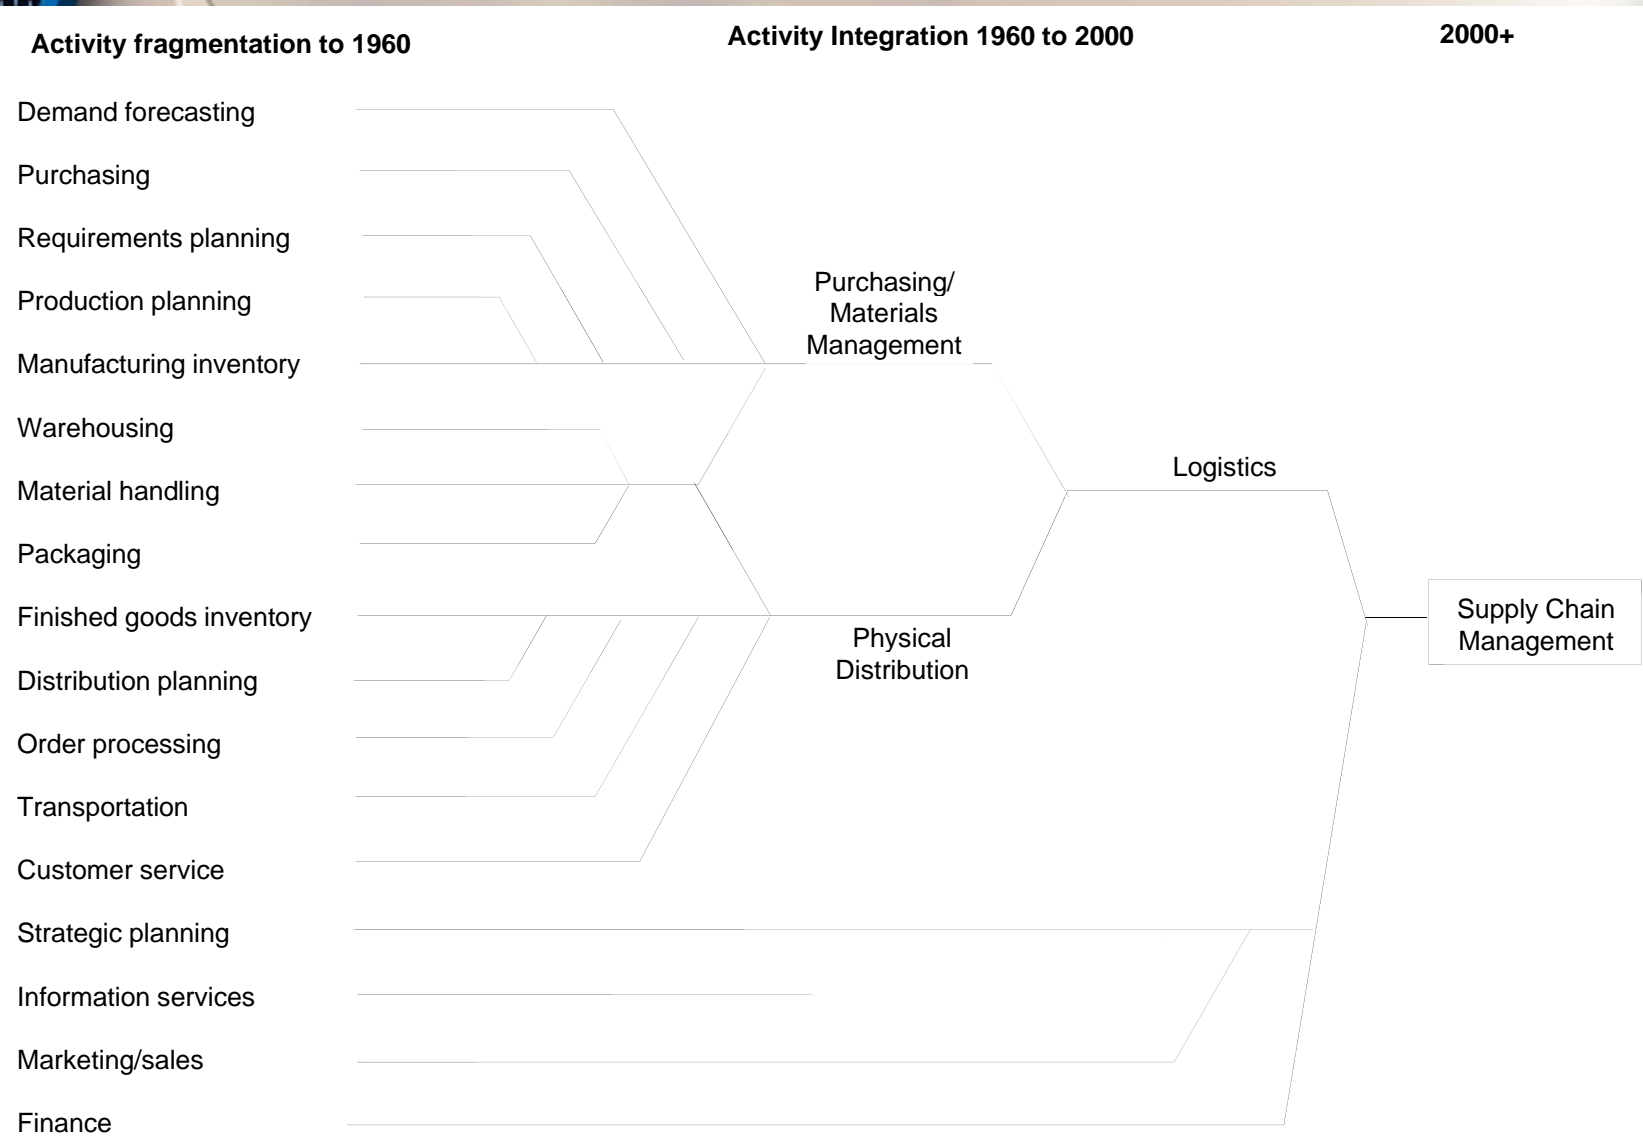 Activity fragmentation to 1960
Activity Integration 1960 to 2000
2000+
Demand forecasting
Purchasing
Requirements planning
Production planning
Manufacturing inventory
Warehousing
Material handling
Packaging
Finished goods inventory
Distribution planning
Order processing
Transportation
Customer service
Strategic planning
Information services
Marketing/sales
Finance
Purchasing/
Materials
Management
Physical
Distribution
Logistics
Supply Chain
Management